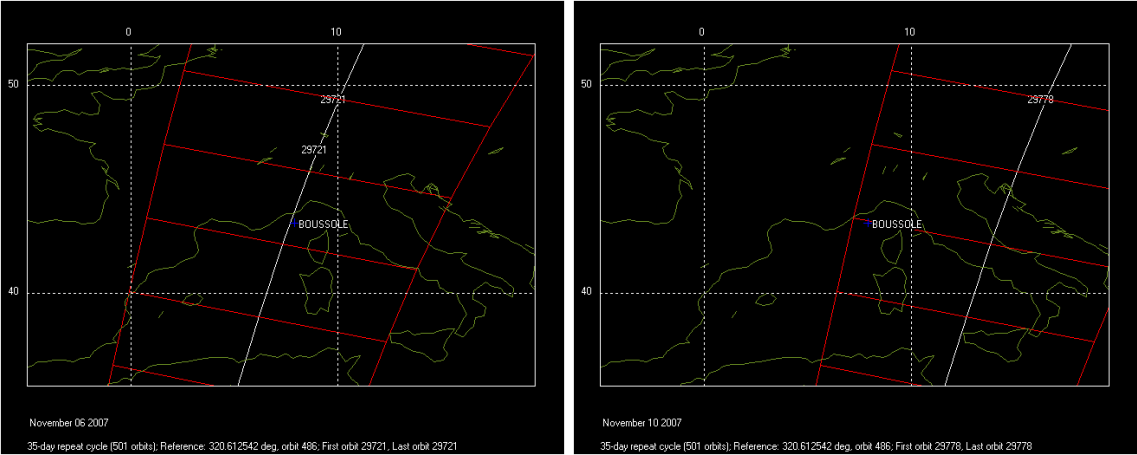 0 10
50
29721
29721
BOUSSOLE
40
November 06 2007
35-day repeat cycle (501 orbits); Reference: 320.612542 deg, orbit 486; First orbit 29721, Last orbit 29721
0 10
50
29778
BOUSSOLE
40
November 10 2007
35-day repeat cycle (501 orbits); Reference: 320.612542 deg, orbit 486; First orbit 29778, Last orbit 29778